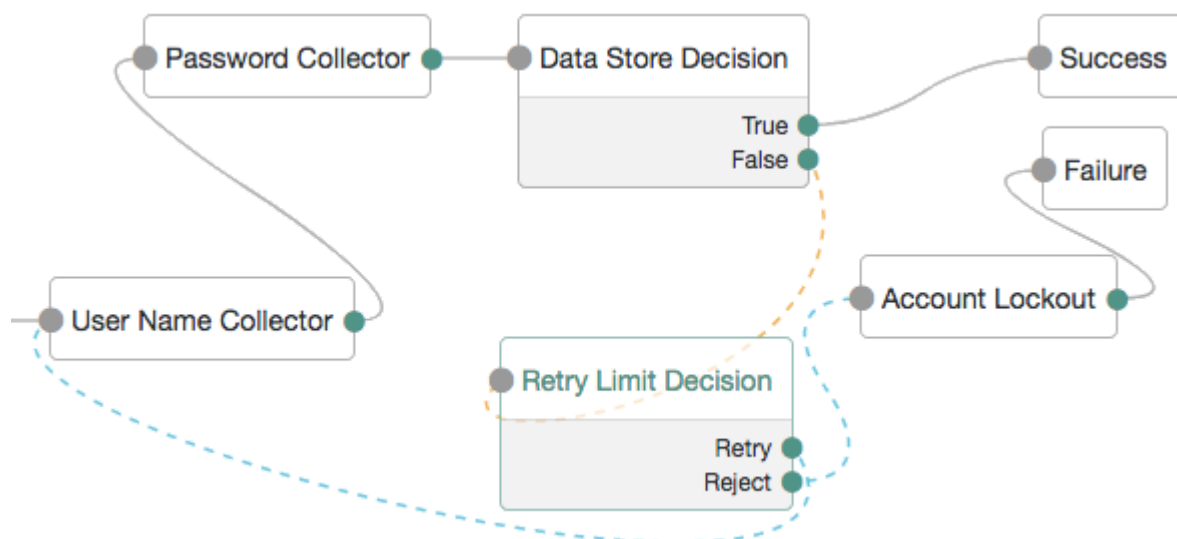 Password Collector
Data Store Decision
True
False
Success
Failure
User Name Collector
Account Lockout
Retry Limit Decision
Retry
Reject